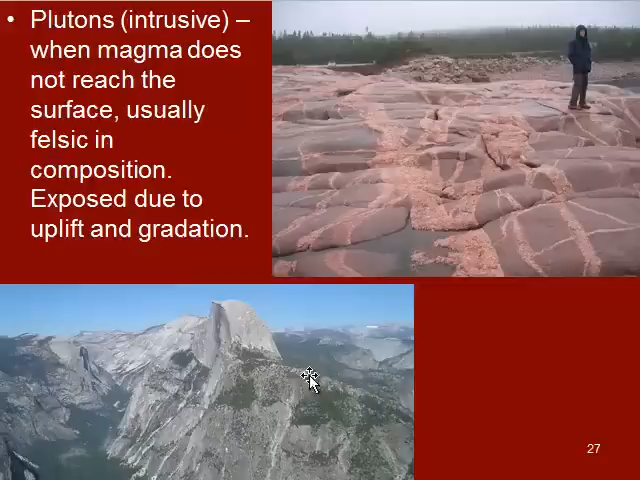 • Plutons (intrusive) –
when magma does
not reach the
surface, usually
felsic in
composition.
Exposed due to
uplift and gradation.
27